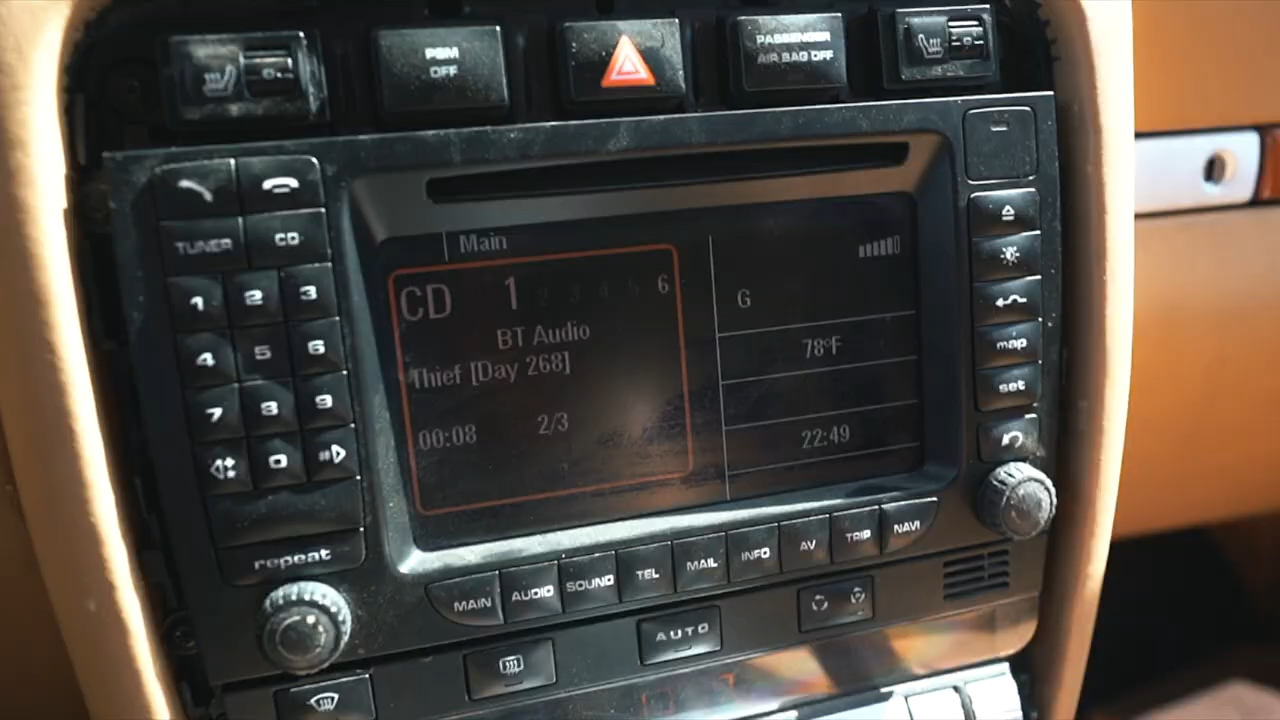 PSM
OFF
PASSENGER
AIR BAG OFF
TUNER
CD
1
2
3
4
5
6
7
8
9
0
repeat
Main
CD 1 2 3 4 5 6
BT Audio
Thief [Day 268]
00:08 2/3
G
78°F
22:49
map
set
MAIN
AUDIO
SOUND
TEL
MAIL
INFO
AV
TRIP
NAVI
AUTO